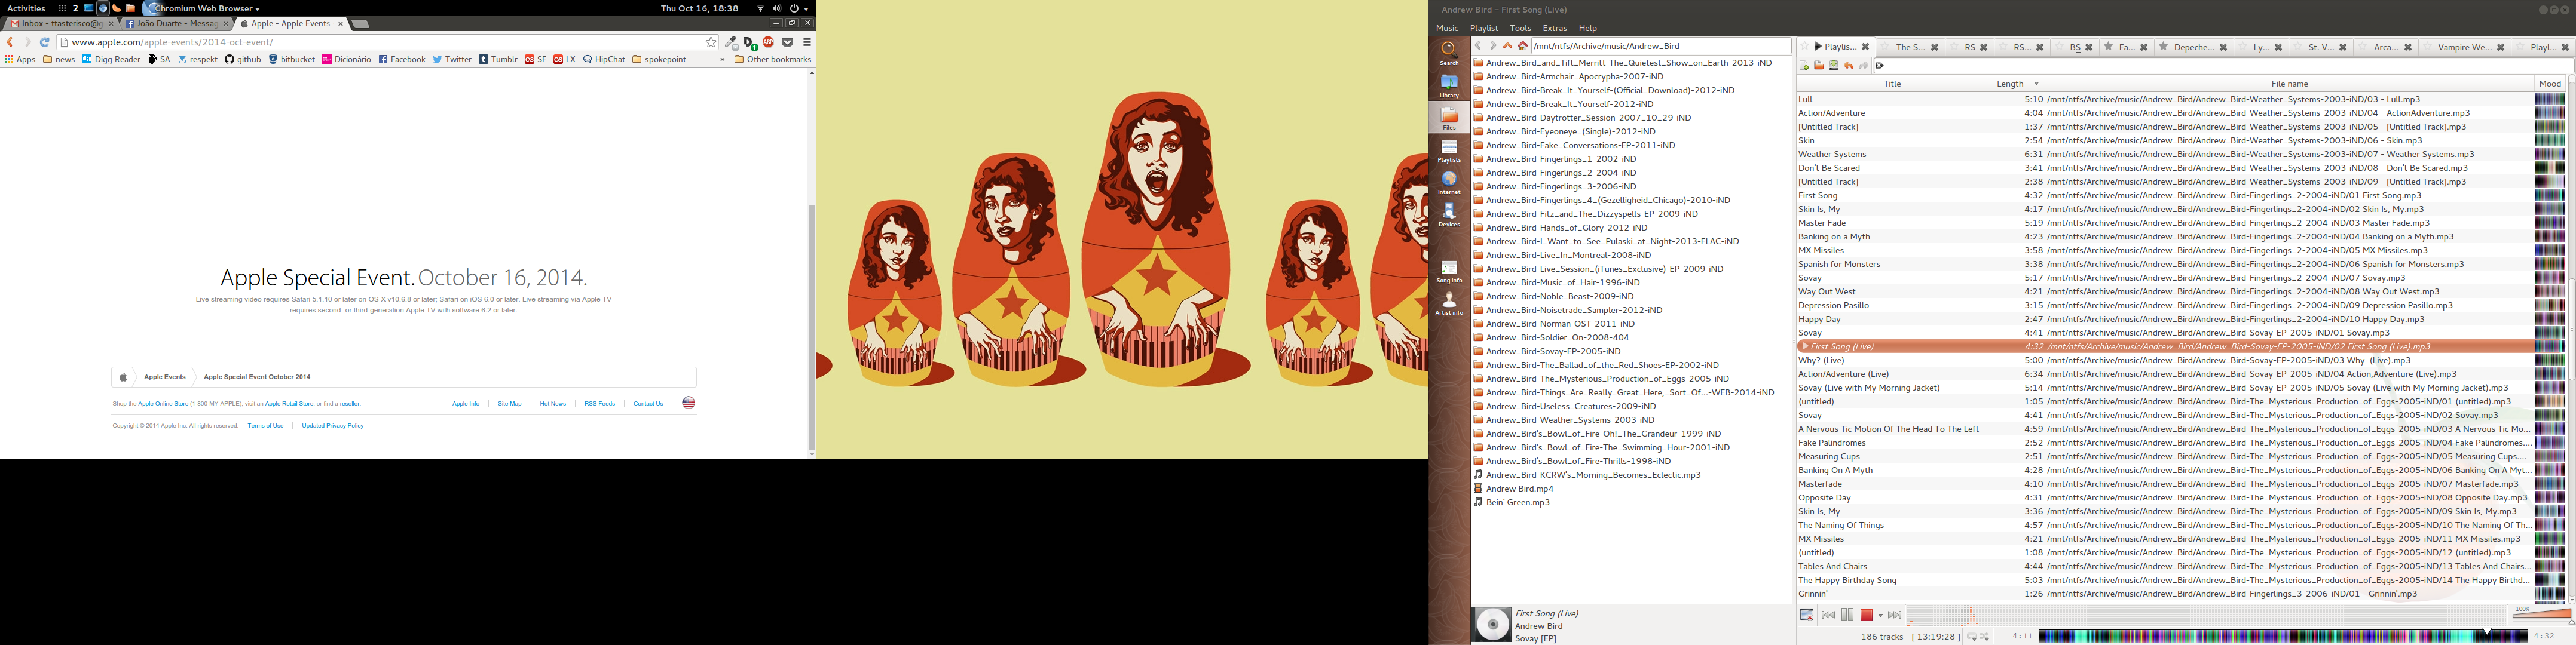 Activities
2
Chromium Web Browser
Thu Oct 16, 18:38
Inbox - ttasterisco@g
João Duarte - Messag
Apple - Apple Events
www.apple.com/apple-events/2014-oct-event/
Apps
news
Digg Reader
SA
respekt
github
bitbucket
Dicionário
Facebook
Twitter
Tumblr
SF
LX
HipChat
spokepoint
»
Other bookmarks
Apple Special Event. October 16, 2014.
Live streaming video requires Safari 5.1.10 or later on OS X v10.6.8 or later; Safari on iOS 6.0 or later. Live streaming via Apple TV
requires second- or third-generation Apple TV with software 6.2 or later.
Apple Events
Apple Special Event October 2014
Shop the Apple Online Store (1-800-MY-APPLE), visit an Apple Retail Store, or find a reseller.
Apple Info
Site Map
Hot News
RSS Feeds
Contact Us
Copyright © 2014 Apple Inc. All rights reserved.
Terms of Use
Updated Privacy Policy
Andrew Bird – First Song (Live)
Music Playlist Tools Extras Help
Search
Library
Files
Playlists
Internet
Devices
Song info
Artist info
/mnt/ntfs/Archive/music/Andrew_Bird
Andrew_Bird_and_Tift_Merritt-The_Quietest_Show_on_Earth-2013-iND
Andrew_Bird-Armchair_Apocrypha-2007-iND
Andrew_Bird-Break_It_Yourself-(Official_Download)-2012-iND
Andrew_Bird-Break_It_Yourself-2012-iND
Andrew_Bird-Daytrotter_Session-2007_10_29-iND
Andrew_Bird-Eyeoneye_(Single)-2012-iND
Andrew_Bird-Fake_Conversations-EP-2011-iND
Andrew_Bird-Fingerlings_1-2002-iND
Andrew_Bird-Fingerlings_2-2004-iND
Andrew_Bird-Fingerlings_3-2006-iND
Andrew_Bird-Fingerlings_4_(Gezelligheid_Chicago)-2010-iND
Andrew_Bird-Fitz_and_The_Dizzyspells-EP-2009-iND
Andrew_Bird-Hands_of_Glory-2012-iND
Andrew_Bird-I_Want_to_See_Pulaski_at_Night-2013-FLAC-iND
Andrew_Bird-Live_In_Montreal-2008-iND
Andrew_Bird-Live_Session_(iTunes_Exclusive)-EP-2009-iND
Andrew_Bird-Music_of_Hair-1996-iND
Andrew_Bird-Noble_Beast-2009-iND
Andrew_Bird-Noisetrade_Sampler-2012-iND
Andrew_Bird-Norman-OST-2011-iND
Andrew_Bird-Soldier_On-2008-404
Andrew_Bird-Sovay-EP-2005-iND
Andrew_Bird-The_Ballad_of_the_Red_Shoes-EP-2002-iND
Andrew_Bird-The_Mysterious_Production_of_Eggs-2005-iND
Andrew_Bird-Things_Are_Really_Great_Here,_Sort_Of...-WEB-2014-iND
Andrew_Bird-Useless_Creatures-2009-iND
Andrew_Bird-Weather_Systems-2003-iND
Andrew_Bird's_Bowl_of_Fire-Oh!_The_Grandeur-1999-iND
Andrew_Bird's_Bowl_of_Fire-The_Swimming_Hour-2001-iND
Andrew_Bird's_Bowl_of_Fire-Thrills-1998-iND
Andrew_Bird-KCRW's_Morning_Becomes_Eclectic.mp3
Andrew Bird.mp4
Bein' Green.mp3
First Song (Live)
Andrew Bird
Sovay [EP]
Playlis...
The S...
RS
RS...
BS
Fa...
Depeche...
Ly...
St. V...
Arca...
Vampire We...
PlayL...
Title Length File name Mood
Lull 5:10 /mnt/ntfs/Archive/music/Andrew_Bird/Andrew_Bird-Weather_Systems-2003-iND/03 - Lull.mp3
Action/Adventure 4:04 /mnt/ntfs/Archive/music/Andrew_Bird/Andrew_Bird-Weather_Systems-2003-iND/04 - ActionAdventure.mp3
[Untitled Track] 1:37 /mnt/ntfs/Archive/music/Andrew_Bird/Andrew_Bird-Weather_Systems-2003-iND/05 - [Untitled Track].mp3
Skin 2:54 /mnt/ntfs/Archive/music/Andrew_Bird/Andrew_Bird-Weather_Systems-2003-iND/06 - Skin.mp3
Weather Systems 6:31 /mnt/ntfs/Archive/music/Andrew_Bird/Andrew_Bird-Weather_Systems-2003-iND/07 - Weather Systems.mp3
Don't Be Scared 3:41 /mnt/ntfs/Archive/music/Andrew_Bird/Andrew_Bird-Weather_Systems-2003-iND/08 - Don't Be Scared.mp3
[Untitled Track] 2:38 /mnt/ntfs/Archive/music/Andrew_Bird/Andrew_Bird-Weather_Systems-2003-iND/09 - [Untitled Track].mp3
First Song 4:32 /mnt/ntfs/Archive/music/Andrew_Bird/Andrew_Bird-Fingerlings_2-2004-iND/01 First Song.mp3
Skin Is, My 4:17 /mnt/ntfs/Archive/music/Andrew_Bird/Andrew_Bird-Fingerlings_2-2004-iND/02 Skin Is, My.mp3
Master Fade 5:19 /mnt/ntfs/Archive/music/Andrew_Bird/Andrew_Bird-Fingerlings_2-2004-iND/03 Master Fade.mp3
Banking on a Myth 4:23 /mnt/ntfs/Archive/music/Andrew_Bird/Andrew_Bird-Fingerlings_2-2004-iND/04 Banking on a Myth.mp3
MX Missiles 3:58 /mnt/ntfs/Archive/music/Andrew_Bird/Andrew_Bird-Fingerlings_2-2004-iND/05 MX Missiles.mp3
Spanish for Monsters 3:38 /mnt/ntfs/Archive/music/Andrew_Bird/Andrew_Bird-Fingerlings_2-2004-iND/06 Spanish for Monsters.mp3
Sovay 5:17 /mnt/ntfs/Archive/music/Andrew_Bird/Andrew_Bird-Fingerlings_2-2004-iND/07 Sovay.mp3
Way Out West 4:21 /mnt/ntfs/Archive/music/Andrew_Bird/Andrew_Bird-Fingerlings_2-2004-iND/08 Way Out West.mp3
Depression Pasillo 3:15 /mnt/ntfs/Archive/music/Andrew_Bird/Andrew_Bird-Fingerlings_2-2004-iND/09 Depression Pasillo.mp3
Happy Day 2:47 /mnt/ntfs/Archive/music/Andrew_Bird/Andrew_Bird-Fingerlings_2-2004-iND/10 Happy Day.mp3
Sovay 4:41 /mnt/ntfs/Archive/music/Andrew_Bird/Andrew_Bird-Sovay-EP-2005-iND/01 Sovay.mp3
First Song (Live) 4:32 /mnt/ntfs/Archive/music/Andrew_Bird/Andrew_Bird-Sovay-EP-2005-iND/02 First Song (Live).mp3
Why? (Live) 5:00 /mnt/ntfs/Archive/music/Andrew_Bird/Andrew_Bird-Sovay-EP-2005-iND/03 Why (Live).mp3
Action/Adventure (Live) 6:34 /mnt/ntfs/Archive/music/Andrew_Bird/Andrew_Bird-Sovay-EP-2005-iND/04 Action,Adventure (Live).mp3
Sovay (Live with My Morning Jacket) 5:14 /mnt/ntfs/Archive/music/Andrew_Bird/Andrew_Bird-Sovay-EP-2005-iND/05 Sovay (Live with My Morning Jacket).mp3
(untitled) 1:05 /mnt/ntfs/Archive/music/Andrew_Bird/Andrew_Bird-The_Mysterious_Production_of_Eggs-2005-iND/01 (untitled).mp3
Sovay 4:41 /mnt/ntfs/Archive/music/Andrew_Bird/Andrew_Bird-The_Mysterious_Production_of_Eggs-2005-iND/02 Sovay.mp3
A Nervous Tic Motion Of The Head To The Left 4:59 /mnt/ntfs/Archive/music/Andrew_Bird/Andrew_Bird-The_Mysterious_Production_of_Eggs-2005-iND/03 A Nervous Tic Mo...
Fake Palindromes 2:52 /mnt/ntfs/Archive/music/Andrew_Bird/Andrew_Bird-The_Mysterious_Production_of_Eggs-2005-iND/04 Fake Palindromes....
Measuring Cups 2:51 /mnt/ntfs/Archive/music/Andrew_Bird/Andrew_Bird-The_Mysterious_Production_of_Eggs-2005-iND/05 Measuring Cups....
Banking On A Myth 4:28 /mnt/ntfs/Archive/music/Andrew_Bird/Andrew_Bird-The_Mysterious_Production_of_Eggs-2005-iND/06 Banking On A Myt...
Masterfade 4:10 /mnt/ntfs/Archive/music/Andrew_Bird/Andrew_Bird-The_Mysterious_Production_of_Eggs-2005-iND/07 Masterfade.mp3
Opposite Day 4:31 /mnt/ntfs/Archive/music/Andrew_Bird/Andrew_Bird-The_Mysterious_Production_of_Eggs-2005-iND/08 Opposite Day.mp3
Skin Is, My 3:36 /mnt/ntfs/Archive/music/Andrew_Bird/Andrew_Bird-The_Mysterious_Production_of_Eggs-2005-iND/09 Skin Is, My.mp3
The Naming Of Things 4:57 /mnt/ntfs/Archive/music/Andrew_Bird/Andrew_Bird-The_Mysterious_Production_of_Eggs-2005-iND/10 The Naming Of Th...
MX Missiles 4:21 /mnt/ntfs/Archive/music/Andrew_Bird/Andrew_Bird-The_Mysterious_Production_of_Eggs-2005-iND/11 MX Missiles.mp3
(untitled) 1:08 /mnt/ntfs/Archive/music/Andrew_Bird/Andrew_Bird-The_Mysterious_Production_of_Eggs-2005-iND/12 (untitled).mp3
Tables And Chairs 4:44 /mnt/ntfs/Archive/music/Andrew_Bird/Andrew_Bird-The_Mysterious_Production_of_Eggs-2005-iND/13 Tables And Chairs...
The Happy Birthday Song 5:03 /mnt/ntfs/Archive/music/Andrew_Bird/Andrew_Bird-The_Mysterious_Production_of_Eggs-2005-iND/14 The Happy Birthd...
Grinnin' 1:26 /mnt/ntfs/Archive/music/Andrew_Bird/Andrew_Bird-Fingerlings_3-2006-iND/01 - Grinnin'.mp3
100%
186 tracks - [ 13:19:28 ]
4:11
4:32